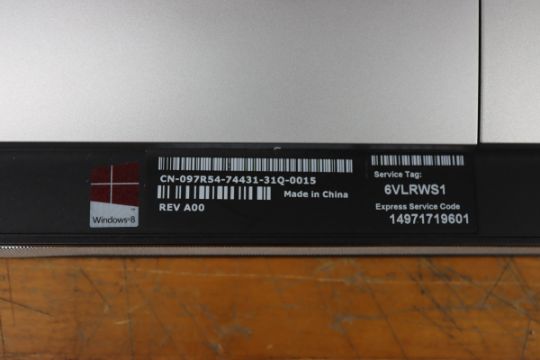 Windows 8
CN-097R54-74431-31Q-0015
Made in China
REV A00
Service Tag:
6VLRWS1
Express Service Code
14971719601